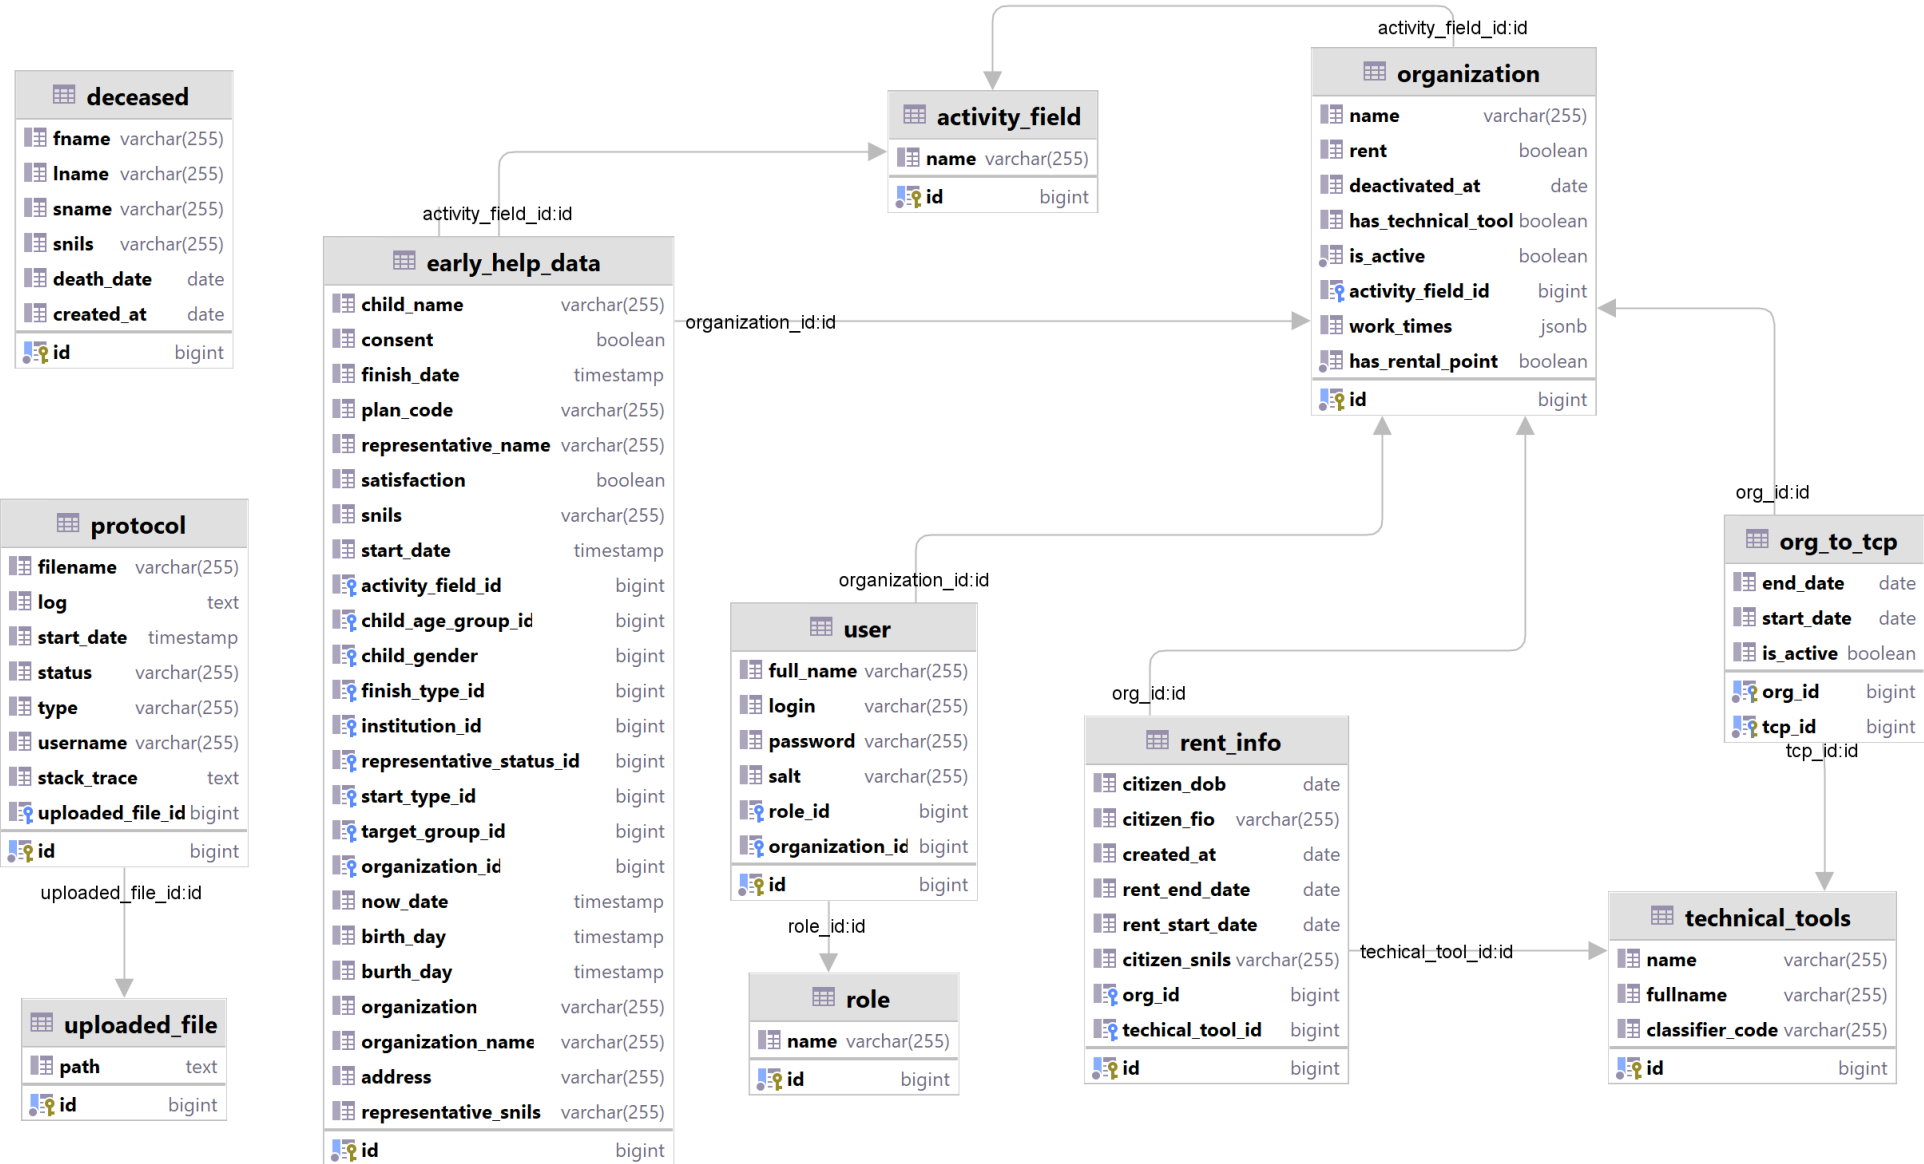 deceased
fname varchar(255)
lname varchar(255)
sname varchar(255)
snils varchar(255)
death_date date
created_at date
id bigint
protocol
filename varchar(255)
log text
start_date timestamp
status varchar(255)
type varchar(255)
username varchar(255)
stack_trace text
uploaded_file_id bigint
id bigint
uploaded_file_id:id
uploaded_file
path text
id bigint
activity_field_id:id
early_help_data
child_name varchar(255)
consent boolean
finish_date timestamp
plan_code varchar(255)
representative_name varchar(255)
satisfaction boolean
snils varchar(255)
start_date timestamp
activity_field_id bigint
child_age_group_id bigint
child_gender bigint
finish_type_id bigint
institution_id bigint
representative_status_id bigint
start_type_id bigint
target_group_id bigint
organization_id bigint
now_date timestamp
birth_day timestamp
burth_day timestamp
organization varchar(255)
organization_name varchar(255)
address varchar(255)
representative_snils varchar(255)
id bigint
organization_id:id
activity_field
name varchar(255)
id bigint
activity_field_id:id
organization
name varchar(255)
rent boolean
deactivated_at date
has_technical_tool boolean
is_active boolean
activity_field_id bigint
work_times jsonb
has_rental_point boolean
id bigint
organization_id:id
user
full_name varchar(255)
login varchar(255)
password varchar(255)
salt varchar(255)
role_id bigint
organization_id bigint
id bigint
role_id:id
role
name varchar(255)
id bigint
org_id:id
rent_info
citizen_dob date
citizen_fio varchar(255)
created_at date
rent_end_date date
rent_start_date date
citizen_snils varchar(255)
org_id bigint
techical_tool_id bigint
id bigint
techical_tool_id:id
org_id:id
org_to_tcp
end_date date
start_date date
is_active boolean
org_id bigint
tcp_id bigint
tcp_id:id
technical_tools
name varchar(255)
fullname varchar(255)
classifier_code varchar(255)
id bigint